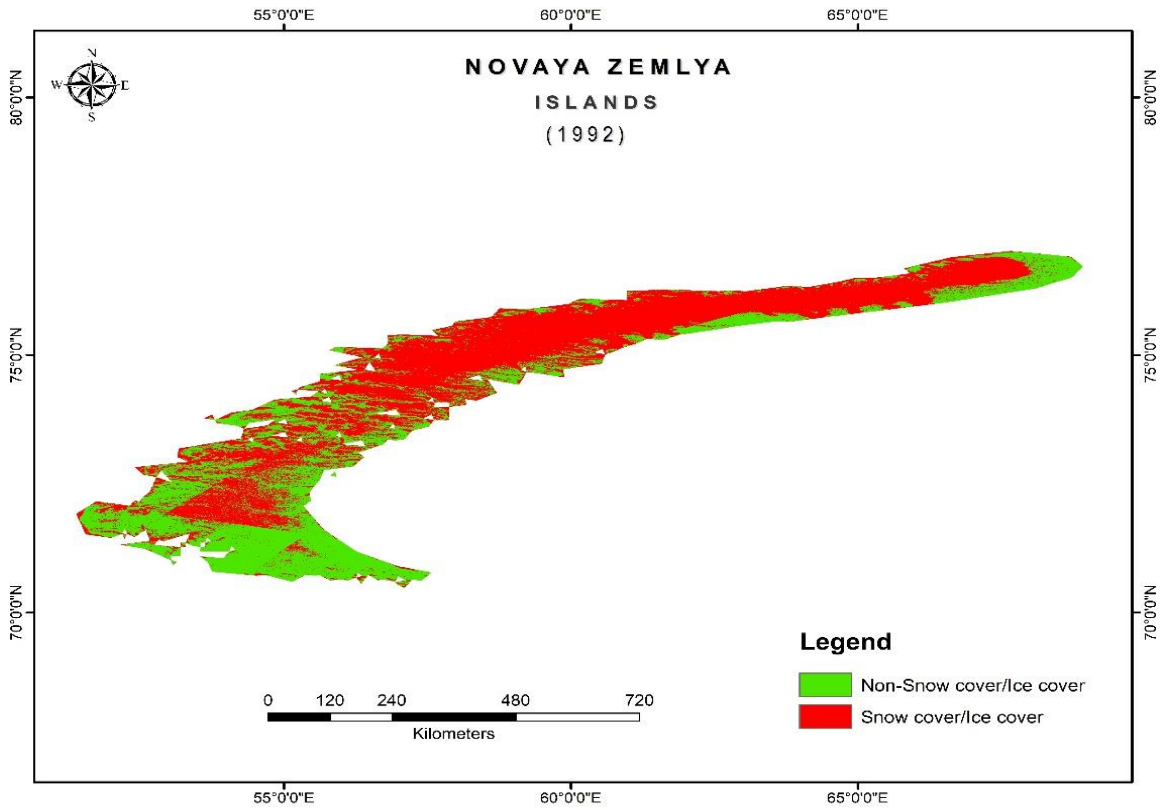 55°0'0"E 60°0'0"E 65°0'0"E
N
W E
S
NOVAYA ZEMLYA
ISLANDS
(1992)
80°0'0"N 80°0'0"N
75°0'0"N 75°0'0"N
70°0'0"N 70°0'0"N
Legend
Non-Snow cover/Ice cover
Snow cover/Ice cover
0 120 240 480 720
Kilometers
55°0'0"E 60°0'0"E 65°0'0"E